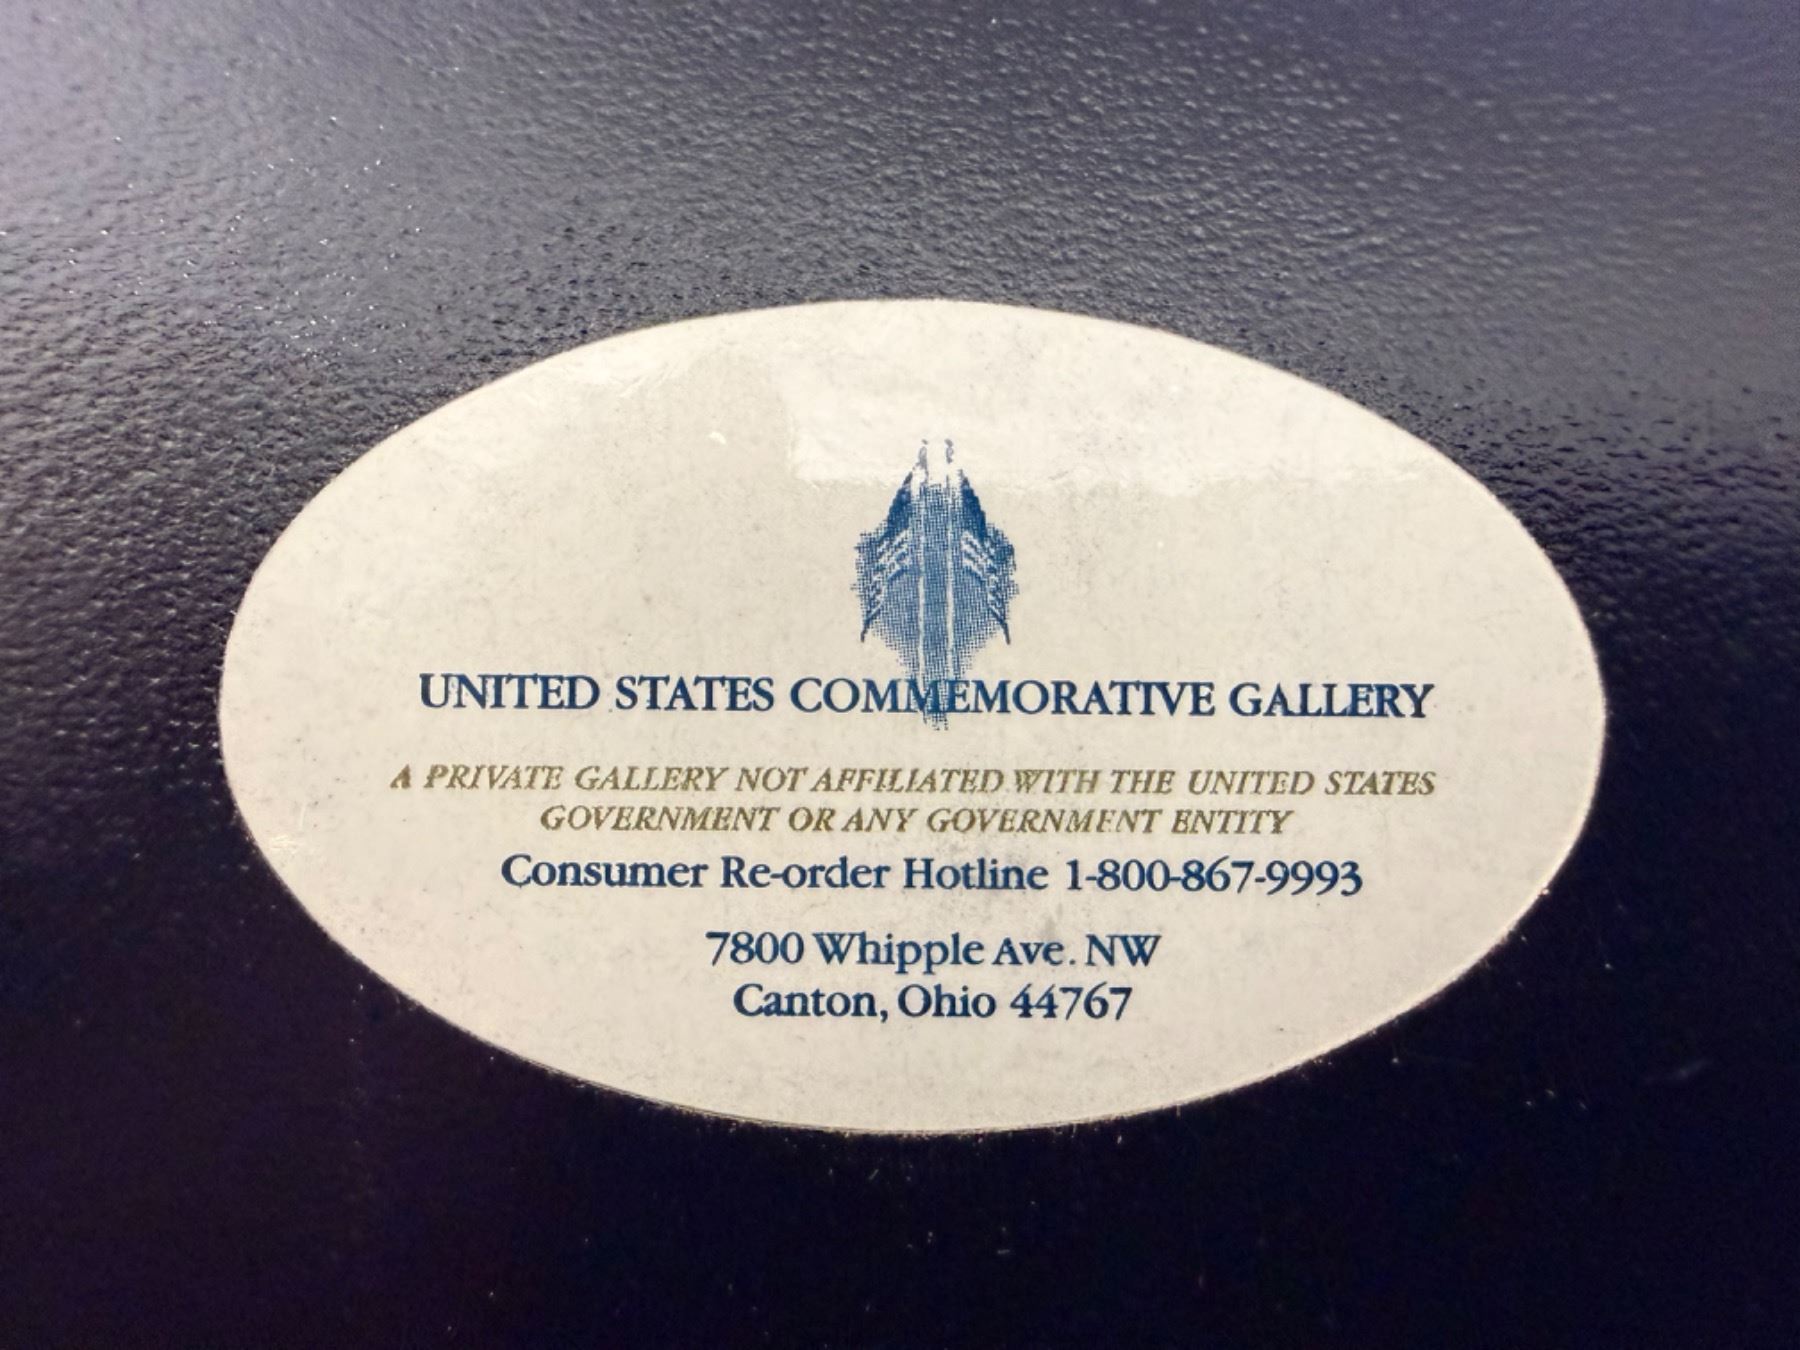 UNITED STATES COMMEMORATIVE GALLERY
A PRIVATE GALLERY NOT AFFILIATED WITH THE UNITED STATES
GOVERNMENT OR ANY GOVERNMENT ENTITY
Consumer Re-order Hotline 1-800-867-9993
7800 Whipple Ave. NW
Canton, Ohio 44767